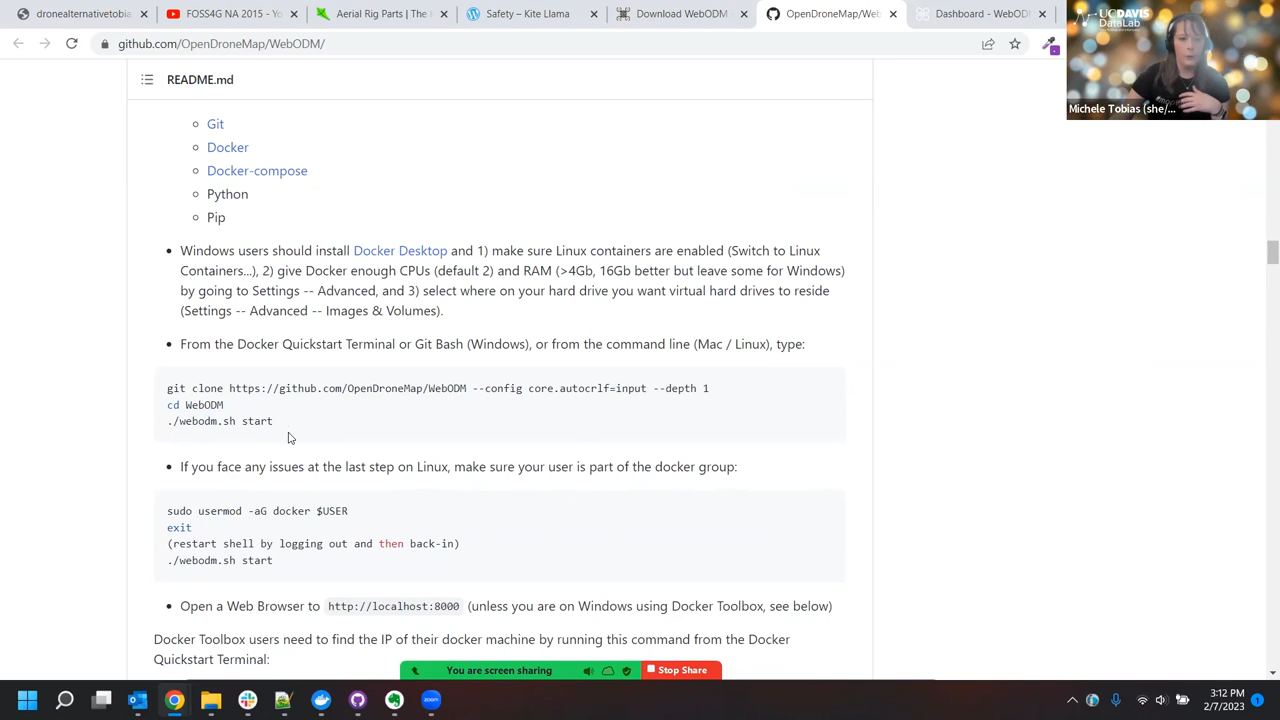 dronealternativetobia
FOSS4G NA 2015 - Yo
Aerial Rig De
Safety – Kite Llama
Download WebODM
OpenDroneMap/Web
Dashboard - WebOD
github.com/OpenDroneMap/WebODM/
UC DAVIS
DataLab
Michele Tobias (she/...
README.md
Git
Docker
Docker-compose
Python
Pip
Windows users should install Docker Desktop and 1) make sure Linux containers are enabled (Switch to Linux
Containers...), 2) give Docker enough CPUs (default 2) and RAM (>4Gb, 16Gb better but leave some for Windows)
by going to Settings -- Advanced, and 3) select where on your hard drive you want virtual hard drives to reside
(Settings -- Advanced -- Images & Volumes).
From the Docker Quickstart Terminal or Git Bash (Windows), or from the command line (Mac / Linux), type:
git clone https://github.com/OpenDroneMap/WebODM --config core.autocrlf=input --depth 1
cd WebODM
./webodm.sh start
If you face any issues at the last step on Linux, make sure your user is part of the docker group:
sudo usermod -aG docker $USER
exit
(restart shell by logging out and then back-in)
./webodm.sh start
Open a Web Browser to http://localhost:8000 (unless you are on Windows using Docker Toolbox, see below)
Docker Toolbox users need to find the IP of their docker machine by running this command from the Docker
Quickstart Terminal:
You are screen sharing
Stop Share
zoom
3:12 PM
2/7/2023